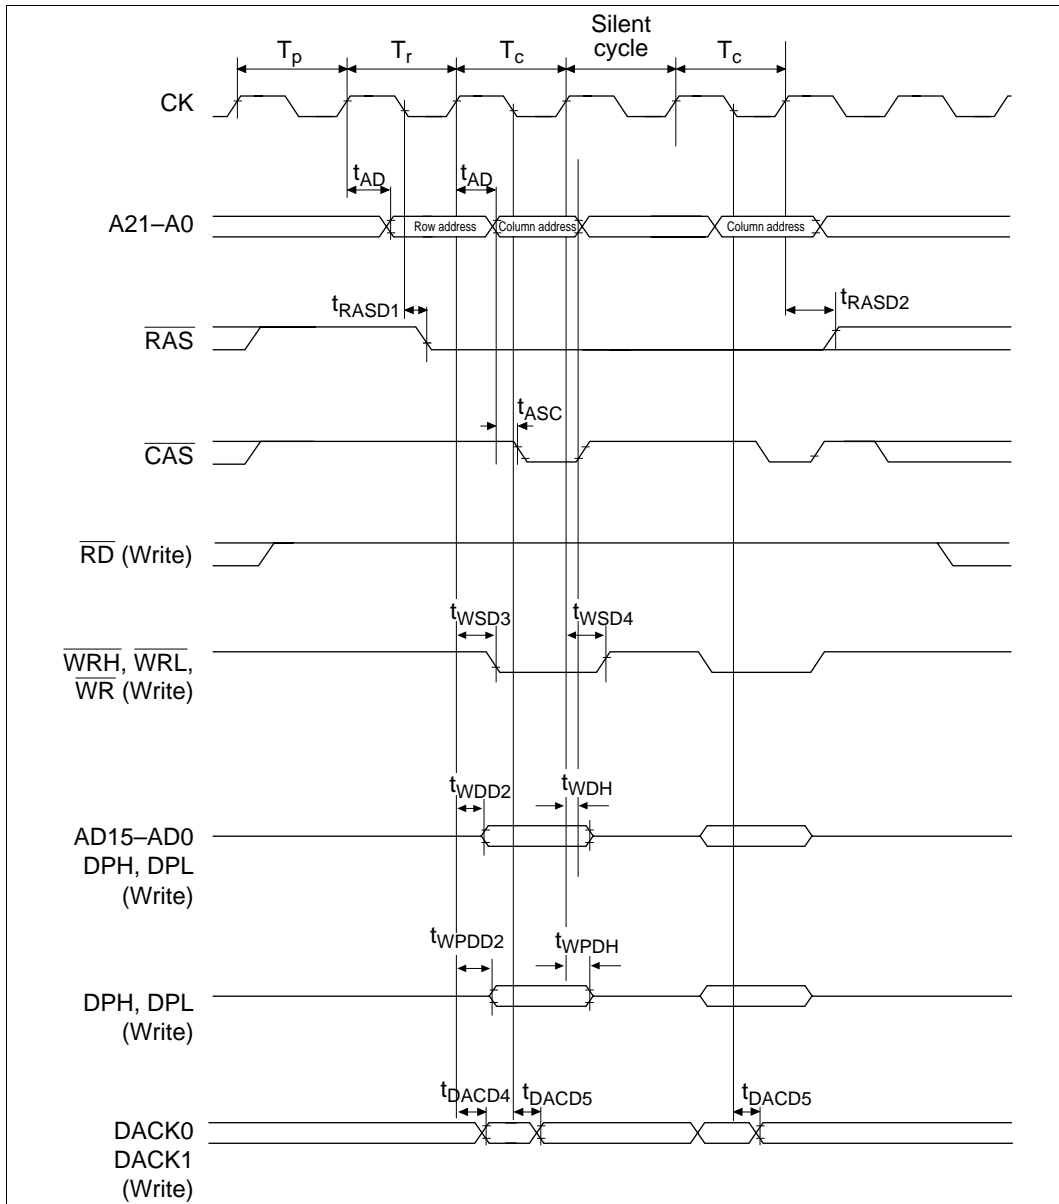 Silent
cycle
Tp Tr Tc Tc
CK
tAD tAD
A21–A0 Row address Column address Column address
tRASD1 tRASD2
RAS
tASC
CAS
RD (Write)
tWSD3 tWSD4
WRH, WRL,
WR (Write)
tWDD2 tWDH
AD15–AD0
DPH, DPL
(Write)
tWPDD2 tWPDH
DPH, DPL
(Write)
tDACD4 tDACD5 tDACD5
DACK0
DACK1
(Write)